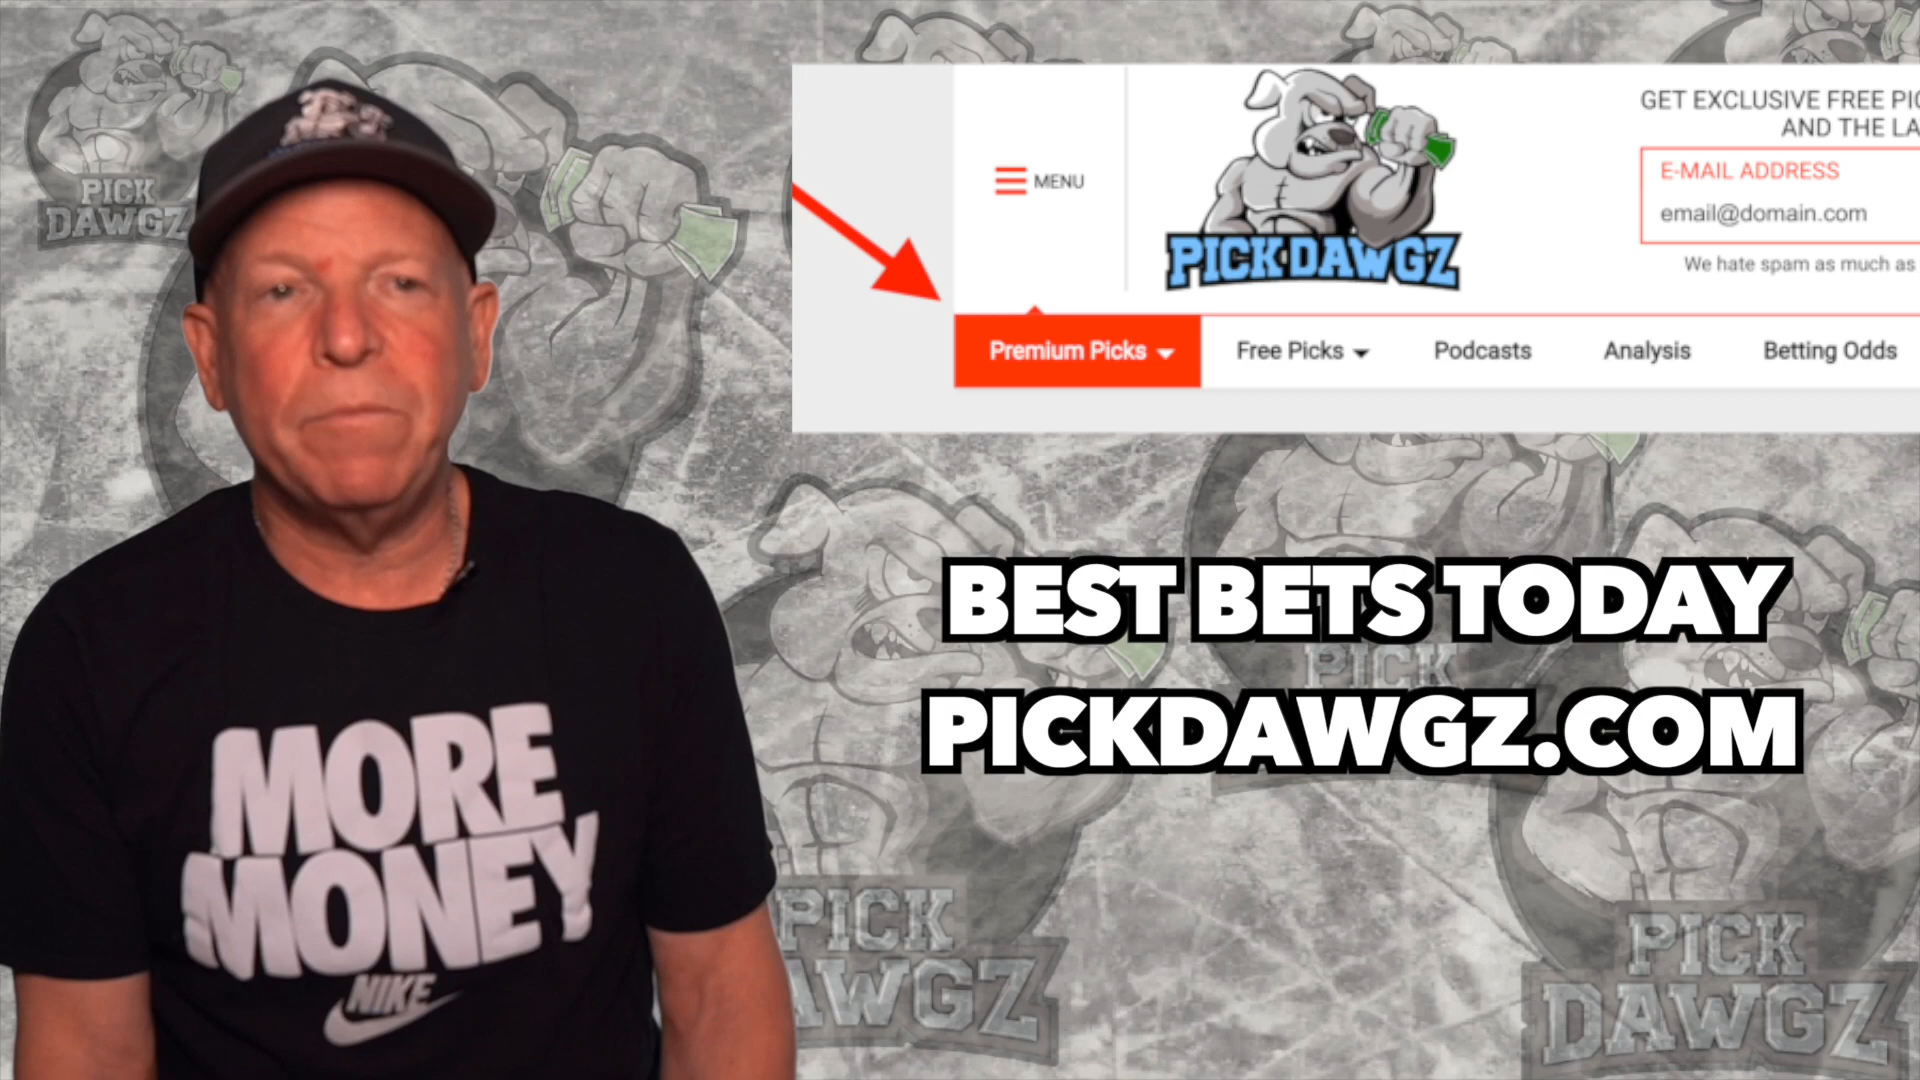 PICK
DAWGZ
MORE
MONEY
NIKE
MENU
PICKDAWGZ
GET EXCLUSIVE FREE
AND THE
E-MAIL ADDRESS
email@domain.com
We hate spam as much as
Premium Picks
Free Picks
Podcasts
Analysis
Betting Odds
BEST BETS TODAY
PICKDAWGZ.COM
PICK
PICK
PICK
DAWGZ